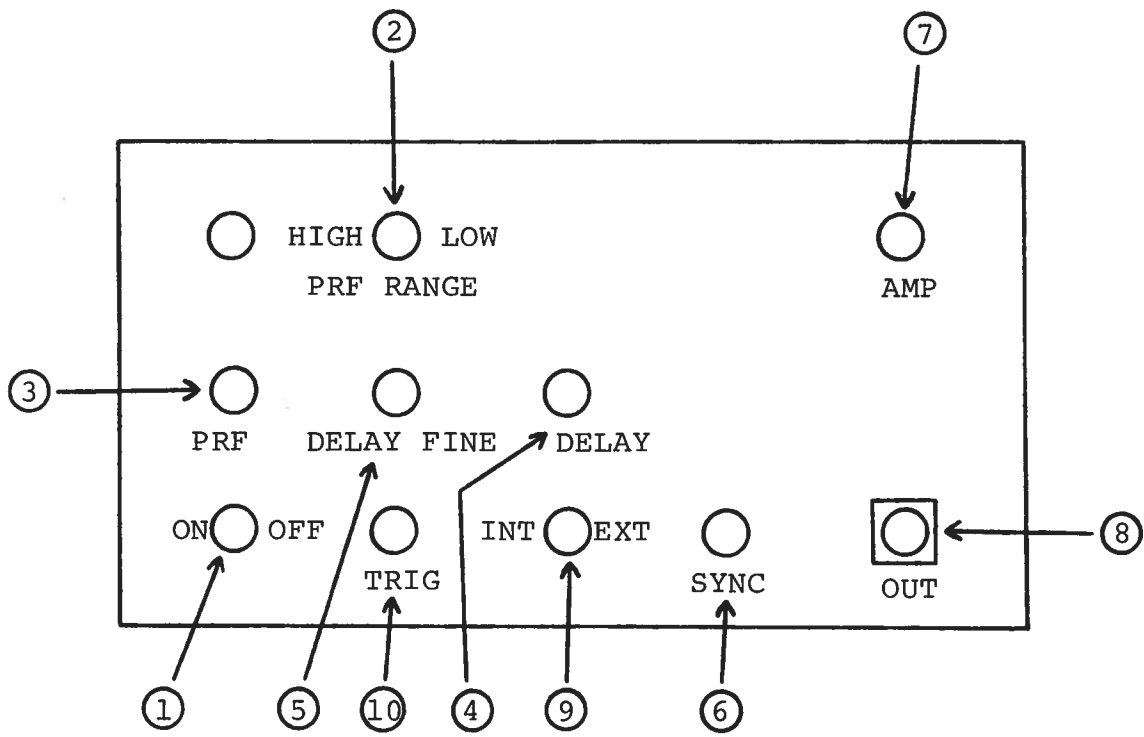 ② ⑦
HIGH LOW
PRF RANGE AMP
③
PRF DELAY FINE DELAY
ON OFF INT EXT ⑧
TRIG SYNC OUT
① ⑤ ⑩ ④ ⑨ ⑥